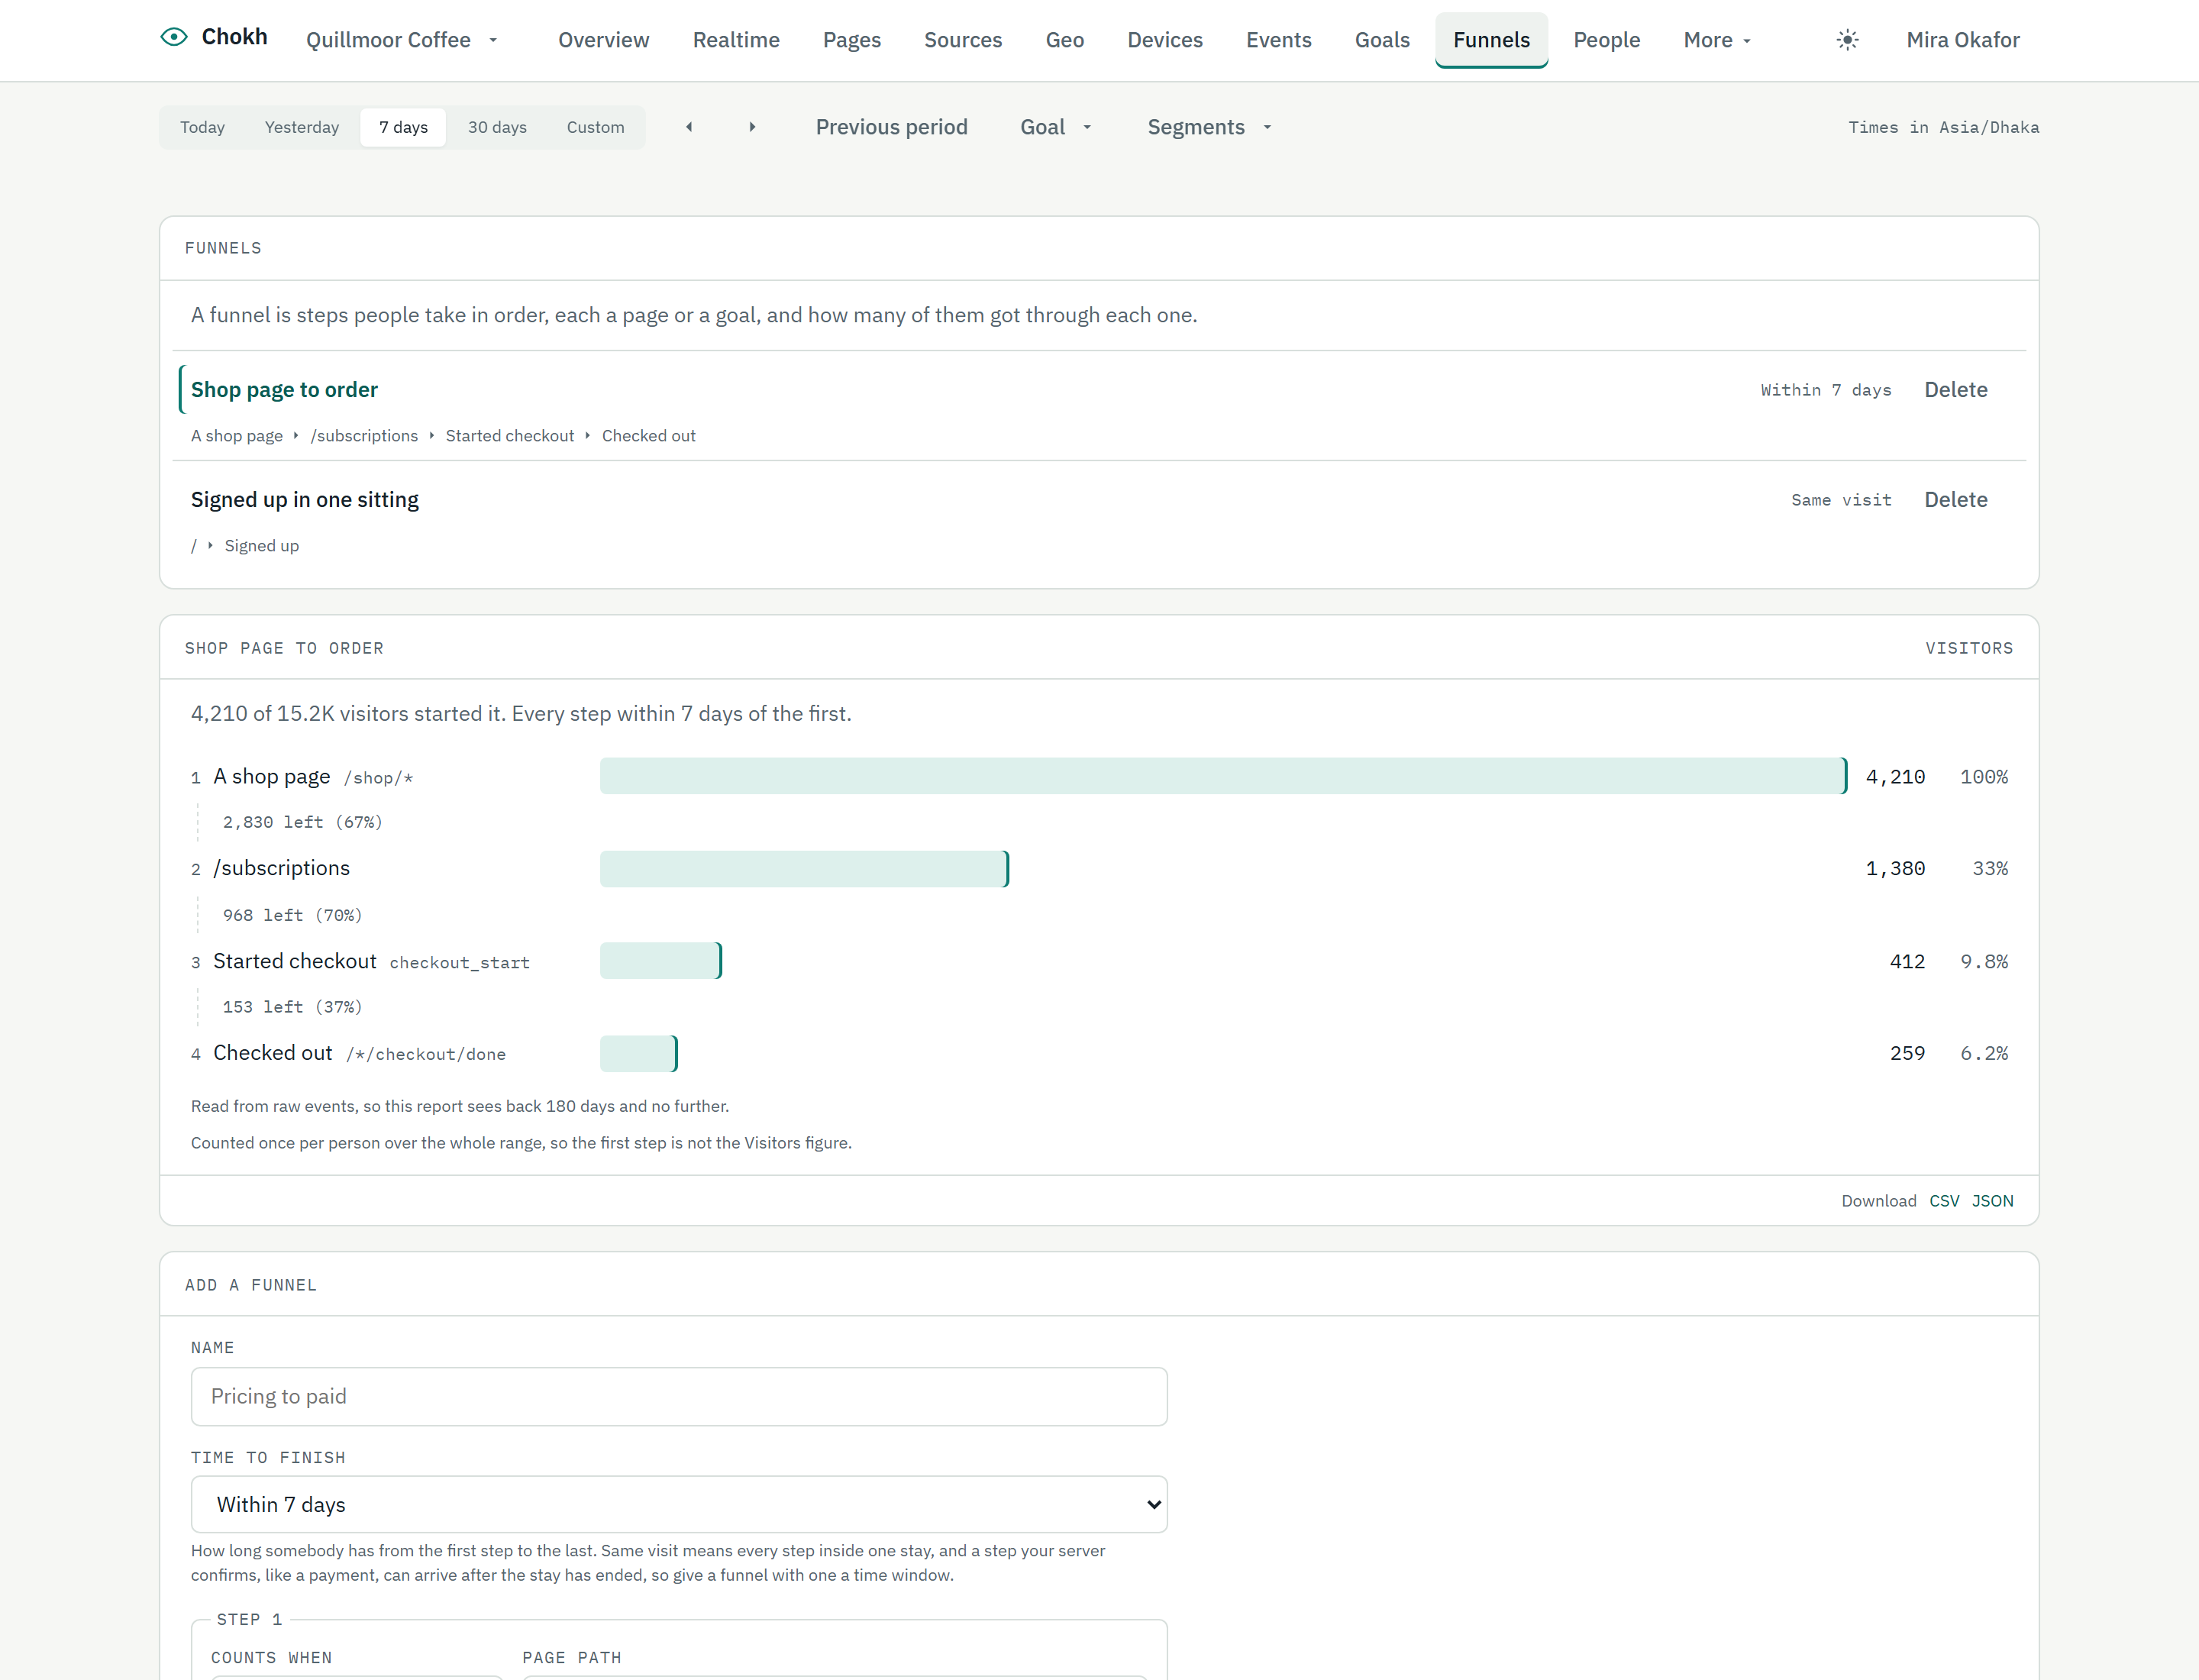 Chokh Quillmoor Coffee Overview Realtime Pages Sources Geo Devices Events Goals Funnels People More Mira Okafor
Today Yesterday 7 days 30 days Custom Previous period Goal Segments Times in Asia/Dhaka
FUNNELS
A funnel is steps people take in order, each a page or a goal, and how many of them got through each one.
Shop page to order Within 7 days Delete
A shop page /subscriptions Started checkout Checked out
Signed up in one sitting Same visit Delete
/ Signed up
SHOP PAGE TO ORDER VISITORS
4,210 of 15.2K visitors started it. Every step within 7 days of the first.
1 A shop page /shop/* 4,210 100%
2,830 left (67%)
2 /subscriptions 1,380 33%
968 left (70%)
3 Started checkout checkout_start 412 9.8%
153 left (37%)
4 Checked out /*/checkout/done 259 6.2%
Read from raw events, so this report sees back 180 days and no further.
Counted once per person over the whole range, so the first step is not the Visitors figure.
Download CSV JSON
ADD A FUNNEL
NAME
Pricing to paid
TIME TO FINISH
Within 7 days
How long somebody has from the first step to the last. Same visit means every step inside one stay, and a step your server
confirms, like a payment, can arrive after the stay has ended, so give a funnel with one a time window.
STEP 1
COUNTS WHEN PAGE PATH